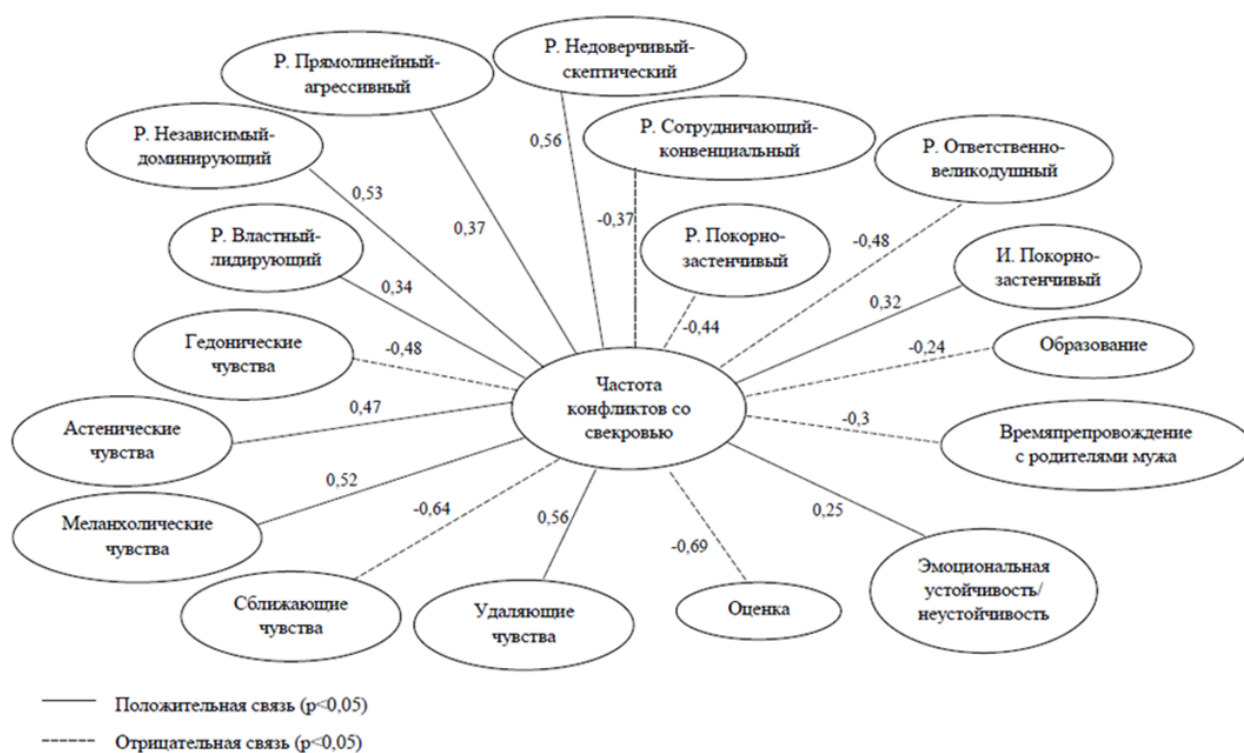 Р. Недоверчивый-
скептический
Р. Прямолинейный-
агрессивный
Р. Независимый-
доминирующий
Р. Сотрудничающий-
конвенциальный
Р. Ответственно-
великодушный
Р. Властный-
лидирующий
Р. Покорно-
застенчивый
И. Покорно-
застенчивый
0,56
0,53
0,37
-0,37
-0,48
0,34
-0,44
0,32
Гедонические
чувства
-0,48
-0,24
Образование
Частота
конфликтов со
свекровью
Астенические
чувства
0,47
-0,3
Времяпрепровождение
с родителями мужа
Меланхолические
чувства
0,52
-0,64
0,56
-0,69
0,25
Сближающие
чувства
Удаляющие
чувства
Оценка
Эмоциональная
устойчивость/
неустойчивость
Положительная связь (p<0,05)
Отрицательная связь (p<0,05)